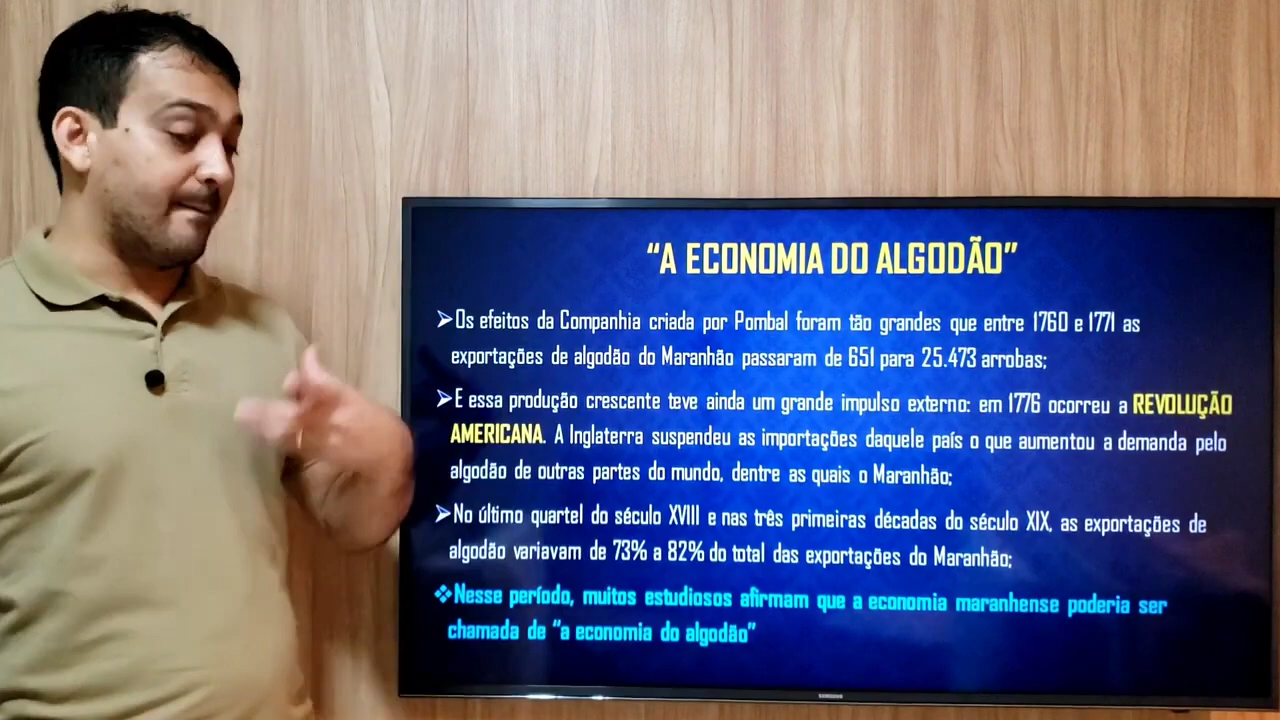 “A ECONOMIA DO ALGODÃO”
➤Os efeitos da Companhia criada por Pombal foram tão grandes que entre 1760 e 1771 as
exportações de algodão do Maranhão passaram de 651 para 25.473 arrobas;
➤E essa produção crescente teve ainda um grande impulso externo: em 1776 ocorreu a REVOLUÇÃO
AMERICANA. A Inglaterra suspendeu as importações daquele país o que aumentou a demanda pelo
algodão de outras partes do mundo, dentre as quais o Maranhão;
➤No último quartel do século XVIII e nas três primeiras décadas do século XIX, as exportações de
algodão variavam de 73% a 82% do total das exportações do Maranhão;
❖Nesse período, muitos estudiosos afirmam que a economia maranhense poderia ser
chamada de “a economia do algodão”
SAMSUNG